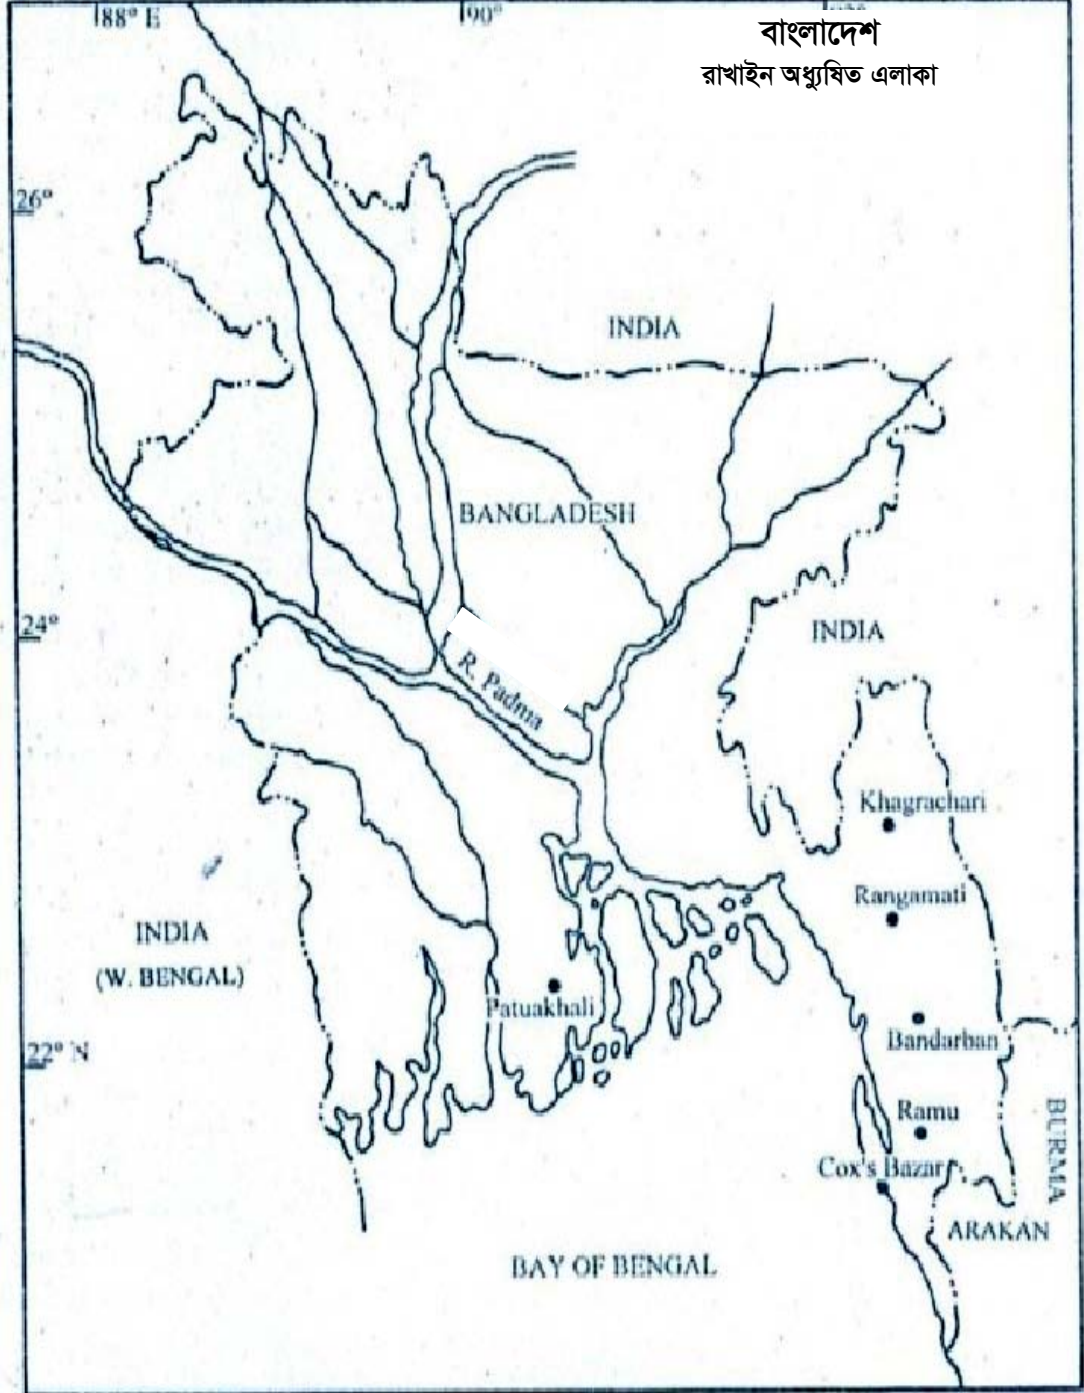 88° E
90°
92°
বাংলাদেশ
রাখাইন অধ্যুষিত এলাকা
26°
INDIA
BANGLADESH
24°
INDIA
R. Padma
Khagrachari
Rangamati
INDIA
(W. BENGAL)
Patuakhali
Bandarban
22° N
Ramu
BURMA
Cox's Bazar
ARAKAN
BAY OF BENGAL